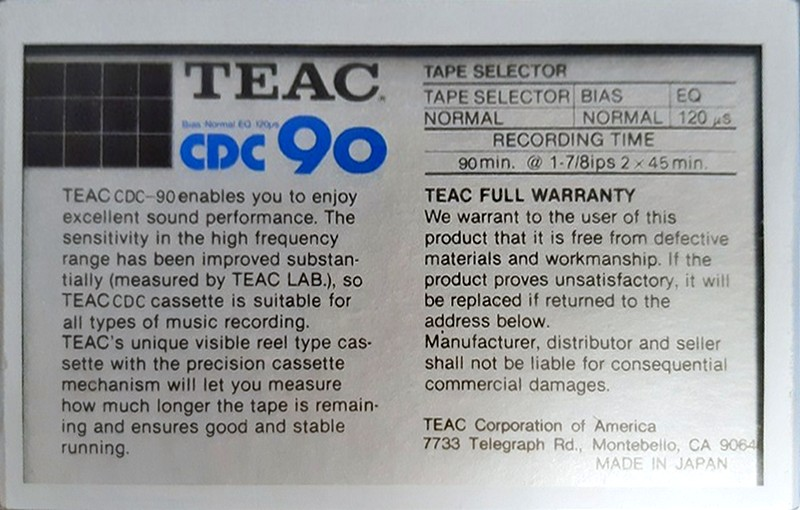 TEAC
Bias Normal EQ 120µs
CDC 90
TEAC CDC-90 enables you to enjoy
excellent sound performance. The
sensitivity in the high frequency
range has been improved substan-
tially (measured by TEAC LAB.), so
TEAC CDC cassette is suitable for
all types of music recording.
TEAC's unique visible reel type cas-
sette with the precision cassette
mechanism will let you measure
how much longer the tape is remain-
ing and ensures good and stable
running.
TAPE SELECTOR
TAPE SELECTOR BIAS EQ
NORMAL NORMAL 120 µs
RECORDING TIME
90min. @ 1-7/8ips 2 × 45min.
TEAC FULL WARRANTY
We warrant to the user of this
product that it is free from defective
materials and workmanship. If the
product proves unsatisfactory, it will
be replaced if returned to the
address below.
Manufacturer, distributor and seller
shall not be liable for consequential
commercial damages.
TEAC Corporation of America
7733 Telegraph Rd., Montebello, CA 9064
MADE IN JAPAN